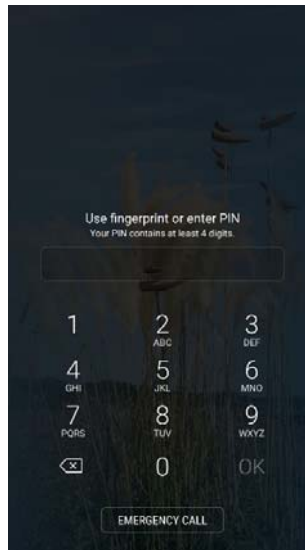 Use fingerprint or enter PIN
Your PIN contains at least 4 digits.
1 2 3
ABC DEF
4 5 6
GHI JKL MNO
7 8 9
PQRS TUV WXYZ
0 OK
EMERGENCY CALL